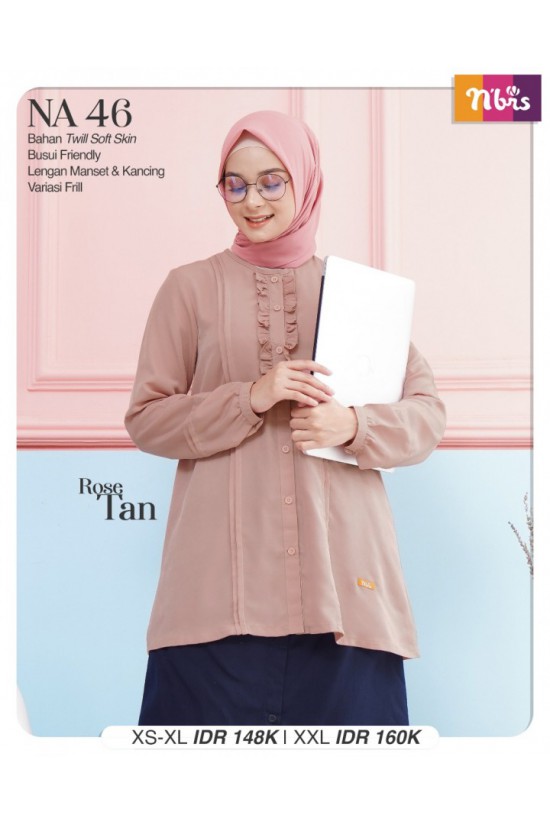 NA 46
Bahan Twill Soft Skin
Busui Friendly
Lengan Manset & Kancing
Variasi Frill
N'brs
Rose
Tan
XS-XL IDR 148K | XXL IDR 160K